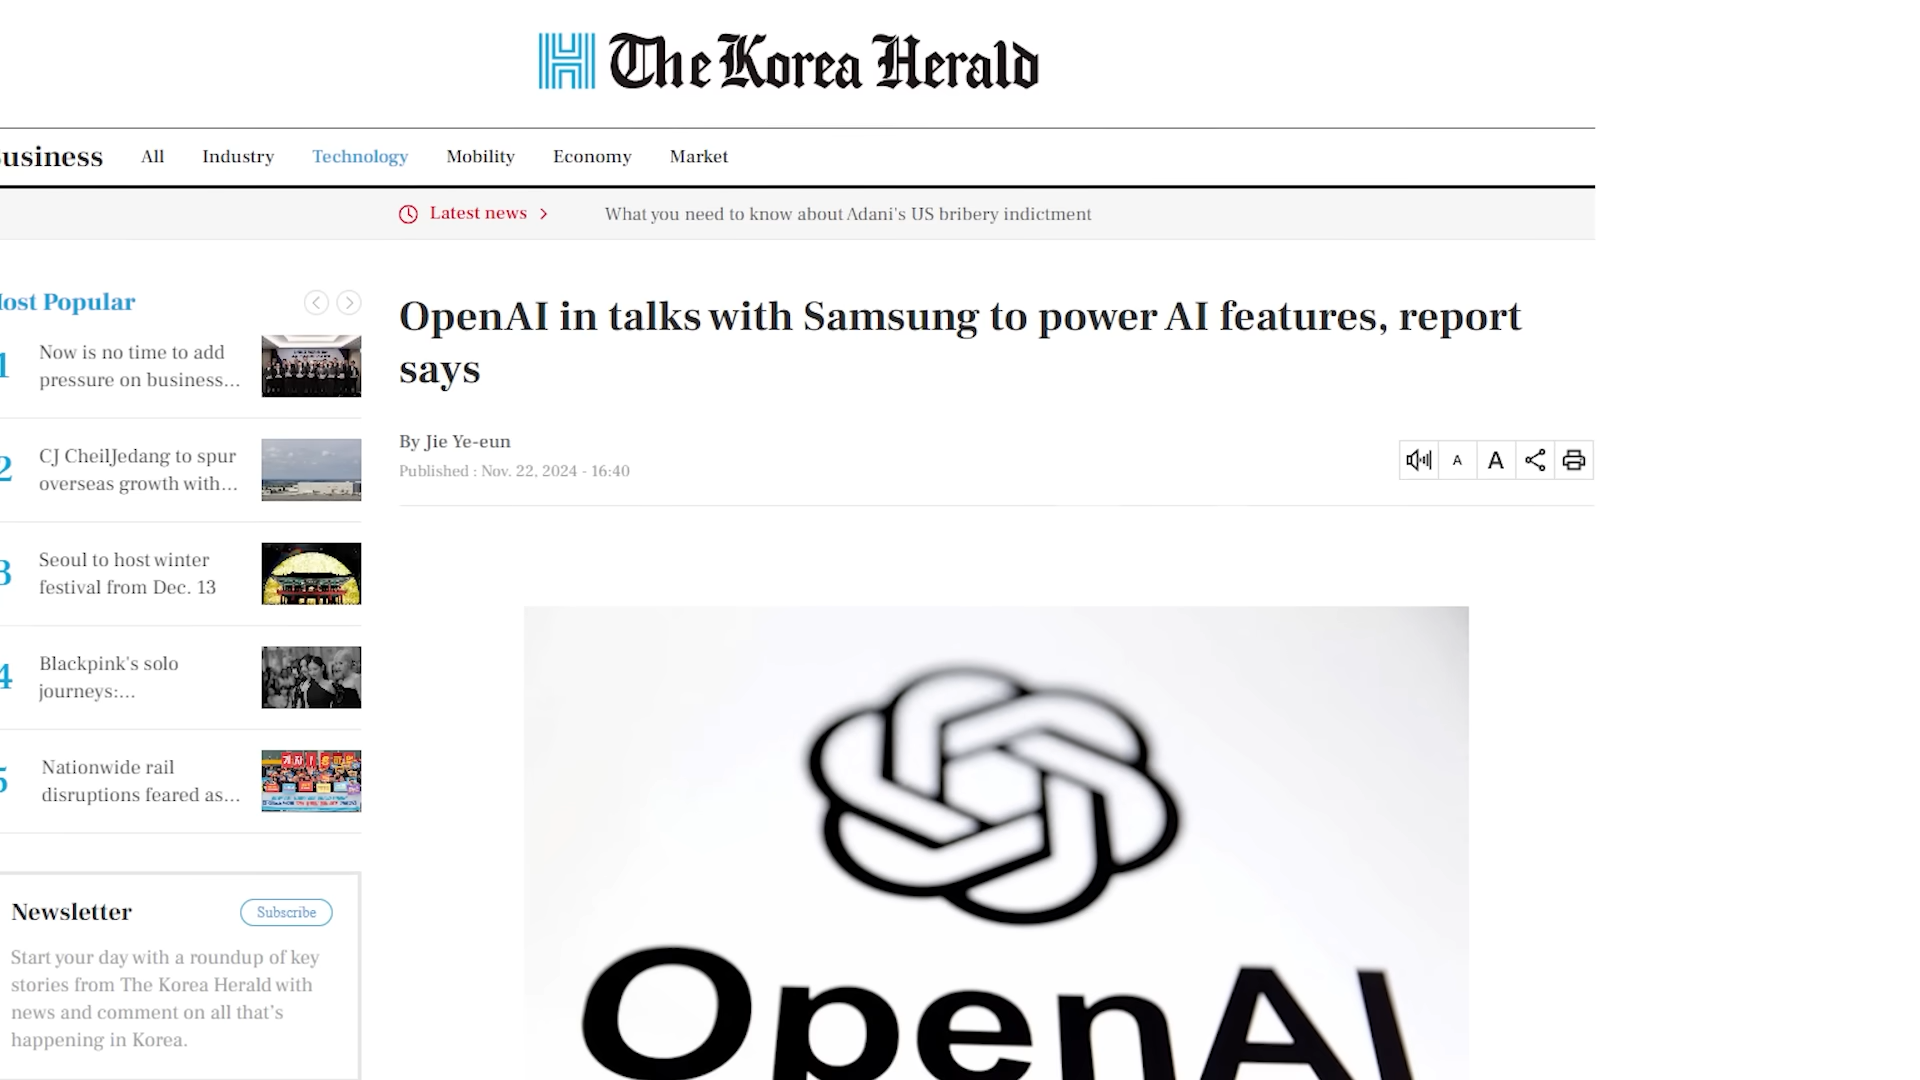 The Korea Herald
usiness
All
Industry
Technology
Mobility
Economy
Market
Latest news
What you need to know about Adani's US bribery indictment
ost Popular
1
Now is no time to add
pressure on business...
2
CJ CheilJedang to spur
overseas growth with...
3
Seoul to host winter
festival from Dec. 13
4
Blackpink's solo
journeys:...
5
Nationwide rail
disruptions feared as...
Newsletter
Subscribe
Start your day with a roundup of key
stories from The Korea Herald with
news and comment on all that's
happening in Korea.
OpenAI in talks with Samsung to power AI features, report
says
By Jie Ye-eun
Published : Nov. 22, 2024 - 16:40
A
A
OpenAI